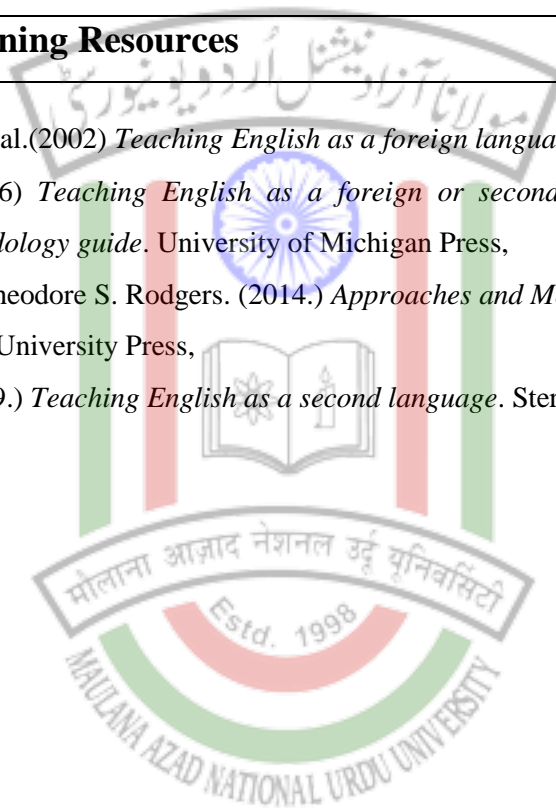 ning Resources
مولانا آزاد نیشنل اُردو یونیورسٹی
al.(2002) Teaching English as a foreign langua
6) Teaching English as a foreign or second
dology guide. University of Michigan Press,
heodore S. Rodgers. (2014.) Approaches and M
University Press,
9.) Teaching English as a second language. Ster
मौलाना आज़ाद नेशनल उर्दू यूनिवर्सिटी
Estd. 1998
MAULANA AZAD NATIONAL URDU UNIVERSITY